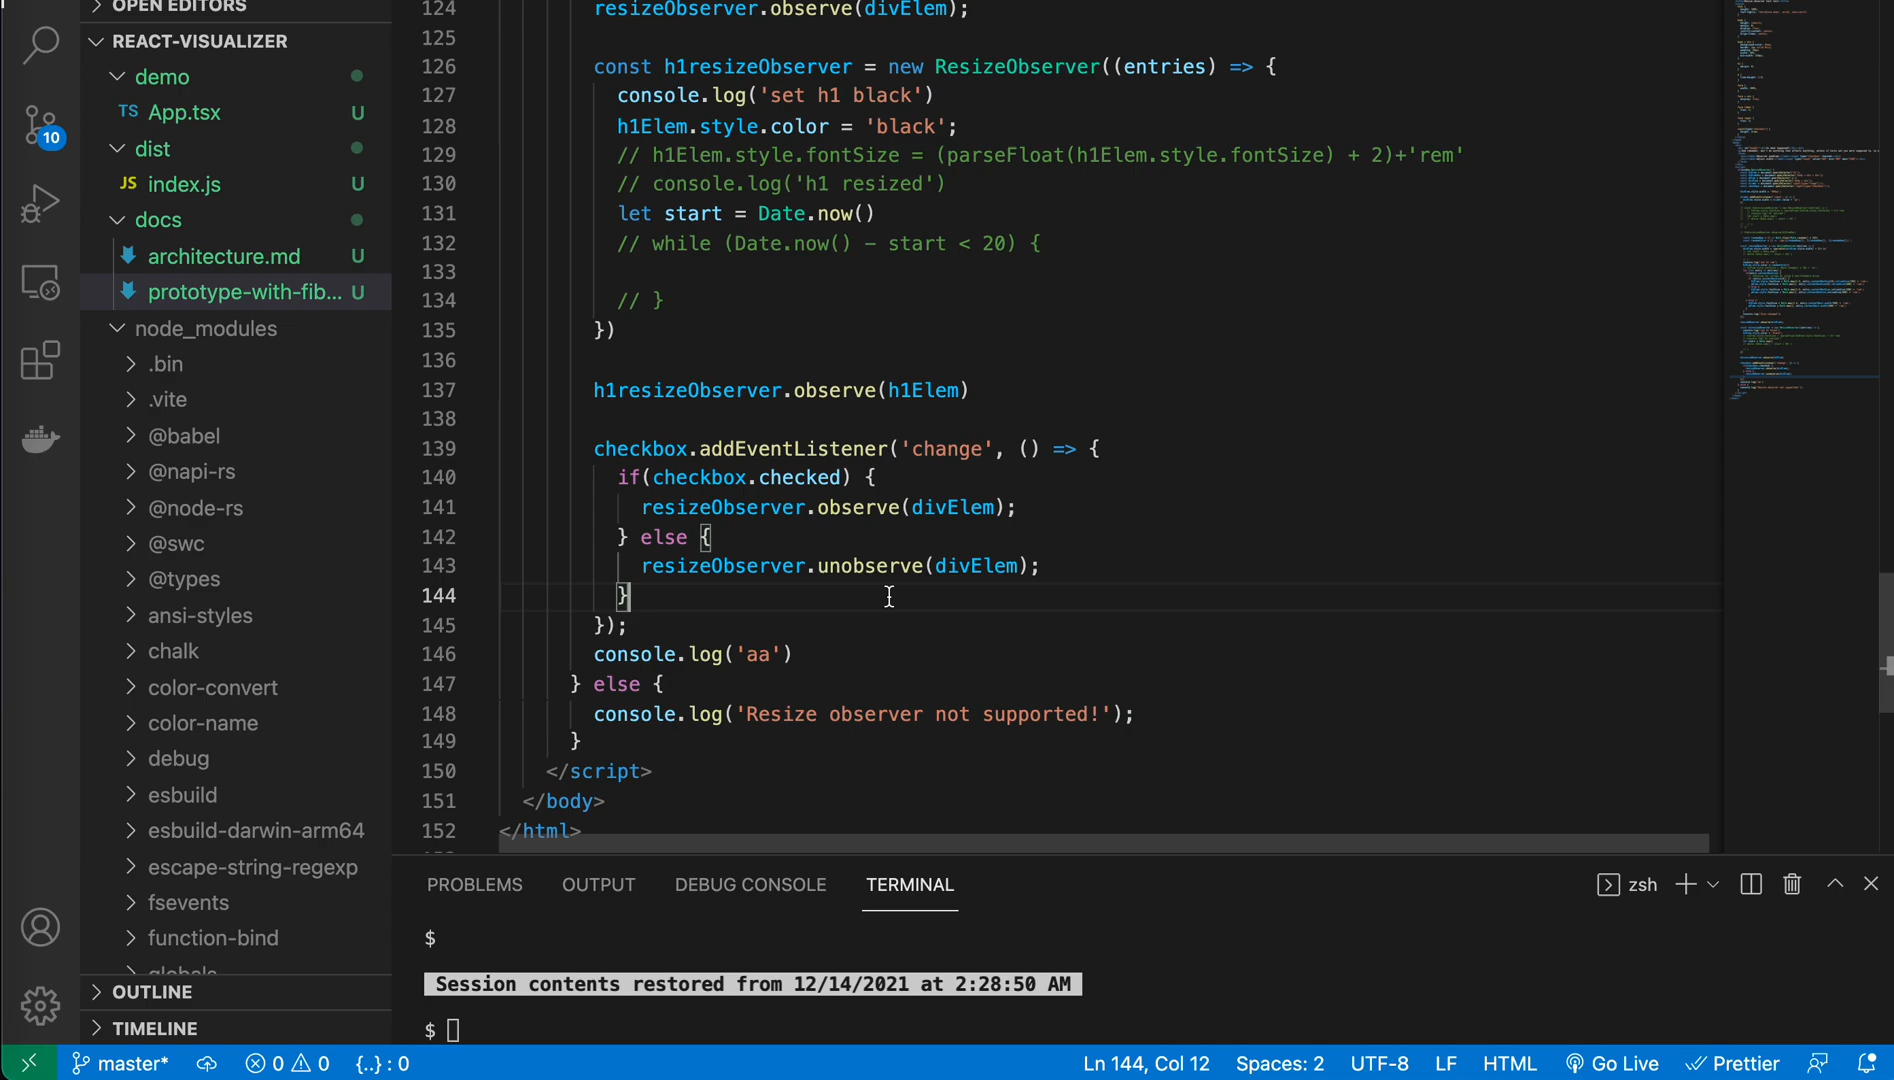 OPEN EDITORS
REACT-VISUALIZER
demo
TS App.tsx U
dist
JS index.js U
docs
architecture.md U
prototype-with-fib... U
node_modules
.bin
.vite
@babel
@napi-rs
@node-rs
@swc
@types
ansi-styles
chalk
color-convert
color-name
debug
esbuild
esbuild-darwin-arm64
escape-string-regexp
fsevents
function-bind
globals
OUTLINE
TIMELINE
10
124 resizeObserver.observe(divElem);
125
126 const h1resizeObserver = new ResizeObserver((entries) => {
127 console.log('set h1 black')
128 h1Elem.style.color = 'black';
129 // h1Elem.style.fontSize = (parseFloat(h1Elem.style.fontSize) + 2)+'rem'
130 // console.log('h1 resized')
131 let start = Date.now()
132 // while (Date.now() - start < 20) {
133
134 // }
135 })
136
137 h1resizeObserver.observe(h1Elem)
138
139 checkbox.addEventListener('change', () => {
140 if(checkbox.checked) {
141 resizeObserver.observe(divElem);
142 } else {
143 resizeObserver.unobserve(divElem);
144 }
145 });
146 console.log('aa')
147 } else {
148 console.log('Resize observer not supported!');
149 }
150 </script>
151 </body>
152 </html>
PROBLEMS OUTPUT DEBUG CONSOLE TERMINAL zsh
$
Session contents restored from 12/14/2021 at 2:28:50 AM
$
master* 0 0 {..} : 0 Ln 144, Col 12 Spaces: 2 UTF-8 LF HTML Go Live Prettier